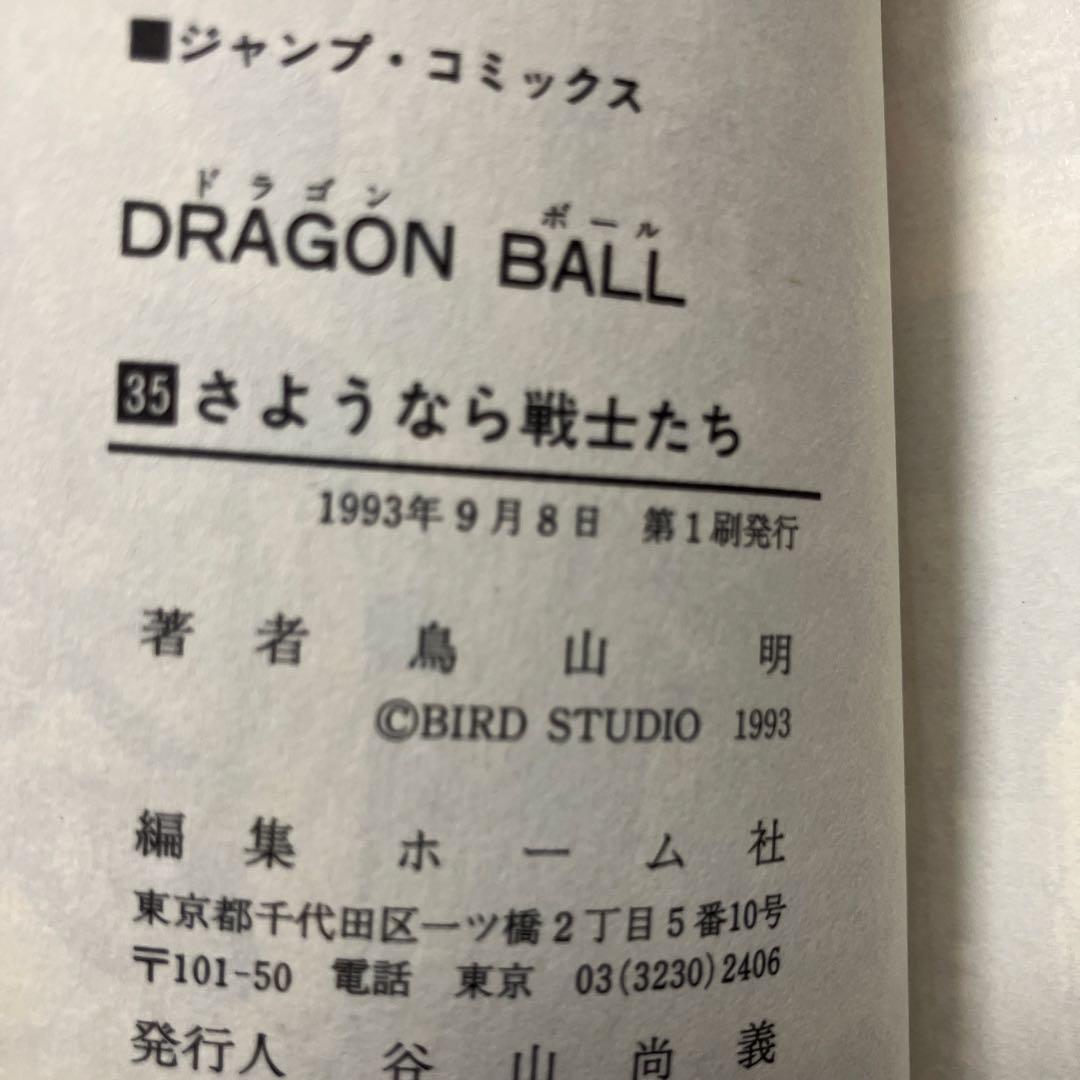 ■ジャンプ・コミックス
ドラゴン ボール
DRAGON BALL
35 さようなら戦士たち
1993年9月8日 第1刷発行
著者 鳥山明
©BIRD STUDIO 1993
編集 ホーム社
東京都千代田区一ツ橋2丁目5番10号
〒101-50 電話 東京 03(3230)2406
発行人 谷山尚義